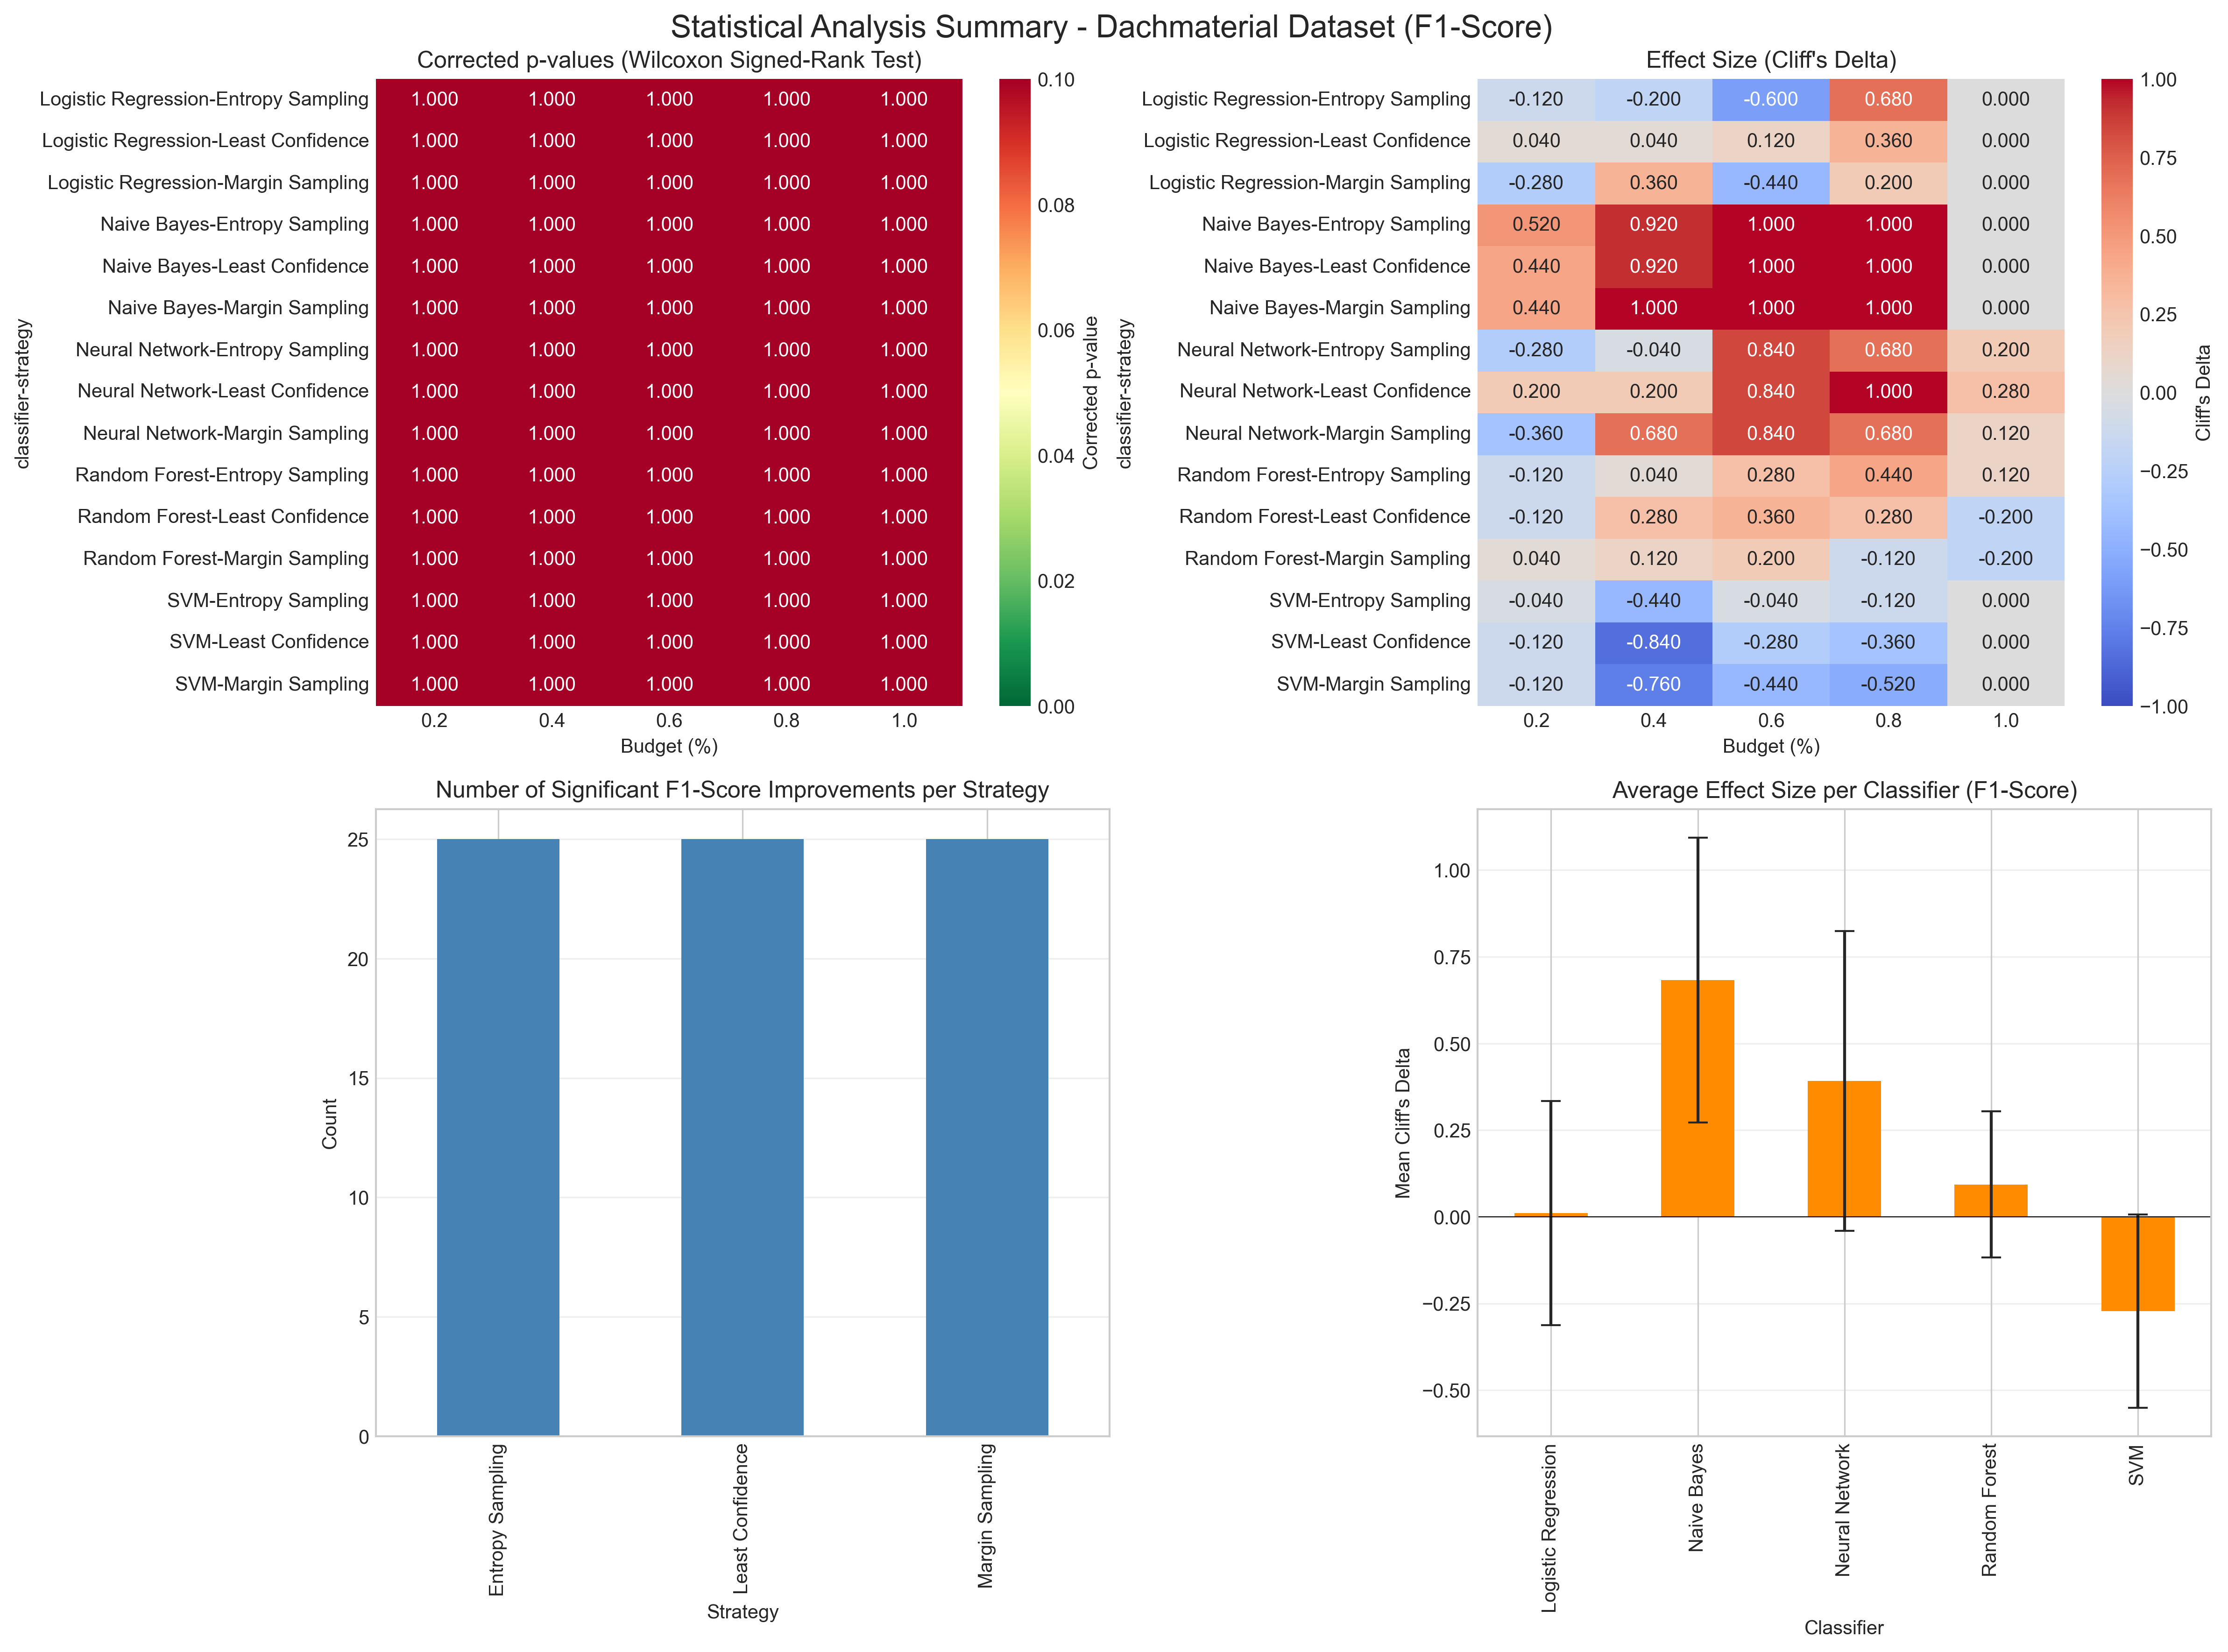 Statistical Analysis Summary - Dachmaterial Dataset (F1-Score)
Corrected p-values (Wilcoxon Signed-Rank Test)
classifier-strategy
Logistic Regression-Entropy Sampling 1.000 1.000 1.000 1.000 1.000
Logistic Regression-Least Confidence 1.000 1.000 1.000 1.000 1.000
Logistic Regression-Margin Sampling 1.000 1.000 1.000 1.000 1.000
Naive Bayes-Entropy Sampling 1.000 1.000 1.000 1.000 1.000
Naive Bayes-Least Confidence 1.000 1.000 1.000 1.000 1.000
Naive Bayes-Margin Sampling 1.000 1.000 1.000 1.000 1.000
Neural Network-Entropy Sampling 1.000 1.000 1.000 1.000 1.000
Neural Network-Least Confidence 1.000 1.000 1.000 1.000 1.000
Neural Network-Margin Sampling 1.000 1.000 1.000 1.000 1.000
Random Forest-Entropy Sampling 1.000 1.000 1.000 1.000 1.000
Random Forest-Least Confidence 1.000 1.000 1.000 1.000 1.000
Random Forest-Margin Sampling 1.000 1.000 1.000 1.000 1.000
SVM-Entropy Sampling 1.000 1.000 1.000 1.000 1.000
SVM-Least Confidence 1.000 1.000 1.000 1.000 1.000
SVM-Margin Sampling 1.000 1.000 1.000 1.000 1.000
0.2 0.4 0.6 0.8 1.0
Budget (%)
0.10
0.08
0.06
0.04
0.02
0.00
Corrected p-value
Effect Size (Cliff's Delta)
classifier-strategy
Logistic Regression-Entropy Sampling -0.120 -0.200 -0.600 0.680 0.000
Logistic Regression-Least Confidence 0.040 0.040 0.120 0.360 0.000
Logistic Regression-Margin Sampling -0.280 0.360 -0.440 0.200 0.000
Naive Bayes-Entropy Sampling 0.520 0.920 1.000 1.000 0.000
Naive Bayes-Least Confidence 0.440 0.920 1.000 1.000 0.000
Naive Bayes-Margin Sampling 0.440 1.000 1.000 1.000 0.000
Neural Network-Entropy Sampling -0.280 -0.040 0.840 0.680 0.200
Neural Network-Least Confidence 0.200 0.200 0.840 1.000 0.280
Neural Network-Margin Sampling -0.360 0.680 0.840 0.680 0.120
Random Forest-Entropy Sampling -0.120 0.040 0.280 0.440 0.120
Random Forest-Least Confidence -0.120 0.280 0.360 0.280 -0.200
Random Forest-Margin Sampling 0.040 0.120 0.200 -0.120 -0.200
SVM-Entropy Sampling -0.040 -0.440 -0.040 -0.120 0.000
SVM-Least Confidence -0.120 -0.840 -0.280 -0.360 0.000
SVM-Margin Sampling -0.120 -0.760 -0.440 -0.520 0.000
0.2 0.4 0.6 0.8 1.0
Budget (%)
1.00
0.75
0.50
0.25
0.00
−0.25
−0.50
−0.75
−1.00
Cliff's Delta
Number of Significant F1-Score Improvements per Strategy
Count
25
20
15
10
5
0
Entropy Sampling
Least Confidence
Margin Sampling
Strategy
Average Effect Size per Classifier (F1-Score)
Mean Cliff's Delta
1.00
0.75
0.50
0.25
0.00
−0.25
−0.50
Logistic Regression
Naive Bayes
Neural Network
Random Forest
SVM
Classifier